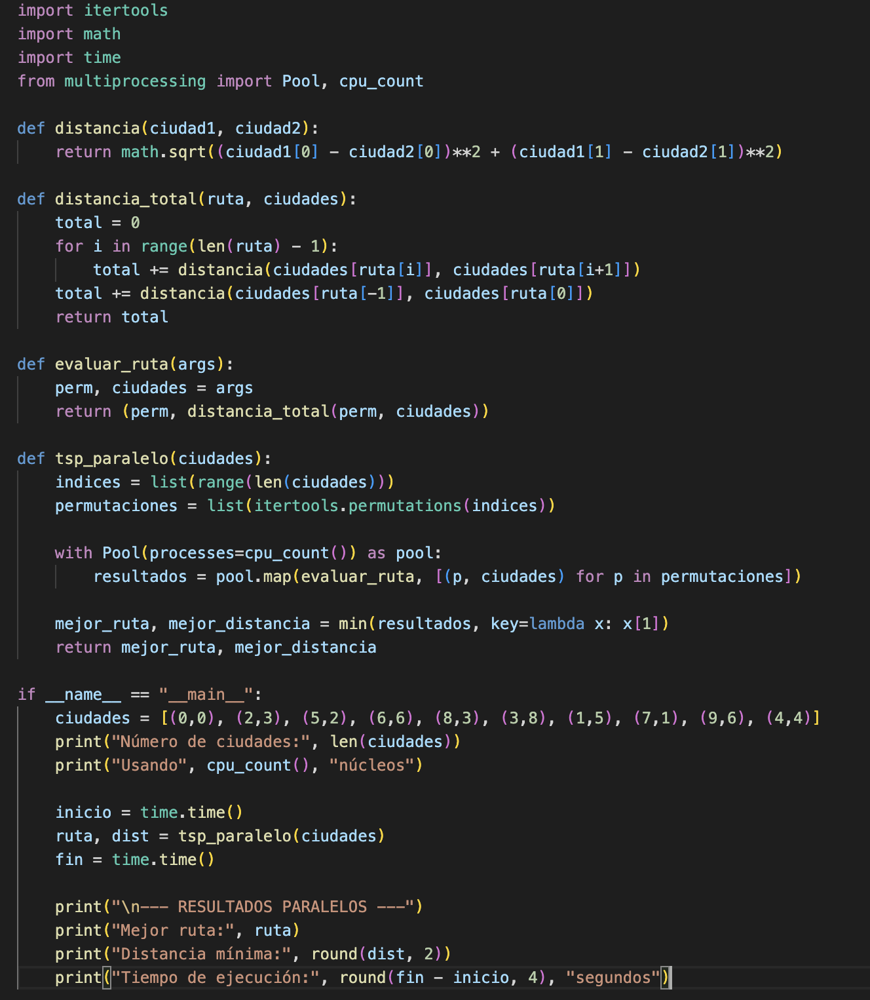 import itertools
import math
import time
from multiprocessing import Pool, cpu_count

def distancia(ciudad1, ciudad2):
    return math.sqrt((ciudad1[0] - ciudad2[0])**2 + (ciudad1[1] - ciudad2[1])**2)

def distancia_total(ruta, ciudades):
    total = 0
    for i in range(len(ruta) - 1):
        total += distancia(ciudades[ruta[i]], ciudades[ruta[i+1]])
    total += distancia(ciudades[ruta[-1]], ciudades[ruta[0]])
    return total

def evaluar_ruta(args):
    perm, ciudades = args
    return (perm, distancia_total(perm, ciudades))

def tsp_paralelo(ciudades):
    indices = list(range(len(ciudades)))
    permutaciones = list(itertools.permutations(indices))

    with Pool(processes=cpu_count()) as pool:
        resultados = pool.map(evaluar_ruta, [(p, ciudades) for p in permutaciones])

    mejor_ruta, mejor_distancia = min(resultados, key=lambda x: x[1])
    return mejor_ruta, mejor_distancia

if __name__ == "__main__":
    ciudades = [(0,0), (2,3), (5,2), (6,6), (8,3), (3,8), (1,5), (7,1), (9,6), (4,4)]
    print("Número de ciudades:", len(ciudades))
    print("Usando", cpu_count(), "núcleos")

    inicio = time.time()
    ruta, dist = tsp_paralelo(ciudades)
    fin = time.time()

    print("\n--- RESULTADOS PARALELOS ---")
    print("Mejor ruta:", ruta)
    print("Distancia mínima:", round(dist, 2))
    print("Tiempo de ejecución:", round(fin - inicio, 4), "segundos")